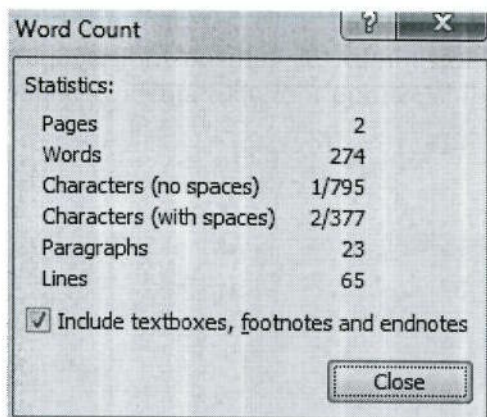 Word Count
?
X
Statistics:
Pages 2
Words 274
Characters (no spaces) 1/795
Characters (with spaces) 2/377
Paragraphs 23
Lines 65
Include textboxes, footnotes and endnotes
Close